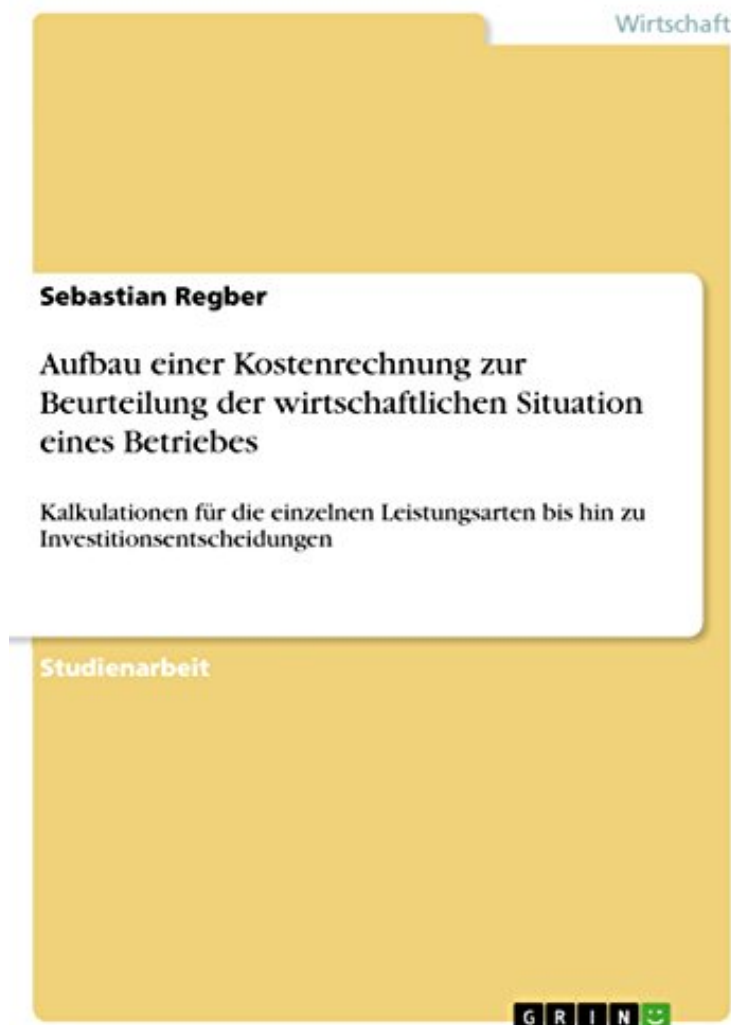 Wirtschaft
Sebastian Regber
Aufbau einer Kostenrechnung zur
Beurteilung der wirtschaftlichen Situation
eines Betriebes
Kalkulationen für die einzelnen Leistungsarten bis hin zu
Investitionsentscheidungen
Studienarbeit
GRIN